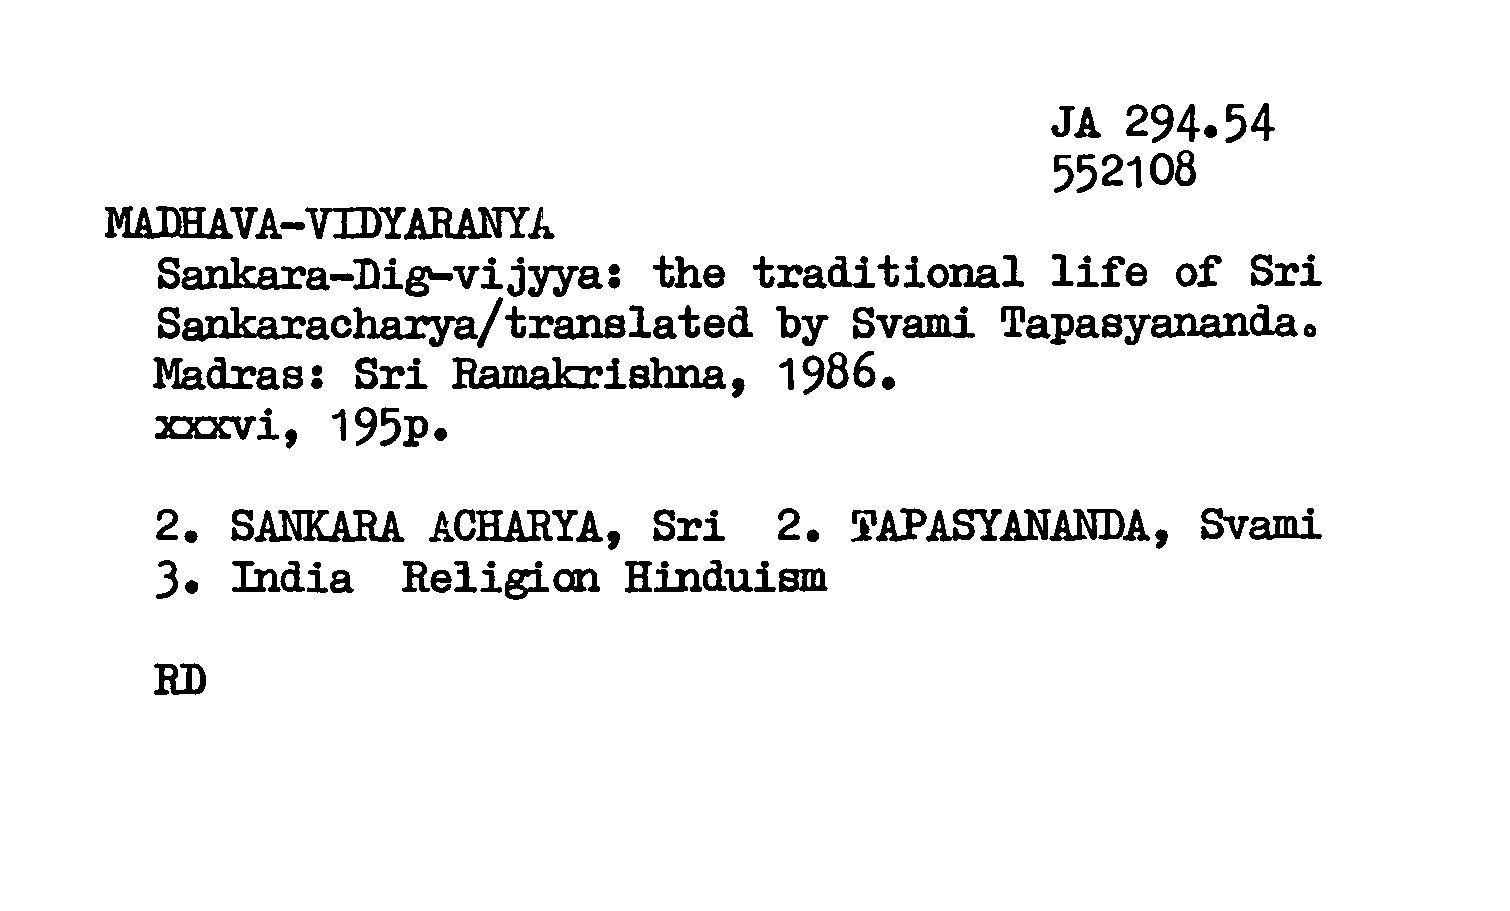 JA 294.54
552108
MADHAVA-VIDYARANYA
Sankara-Dig-vijyya: the traditional life of Sri
Sankaracharya/translated by Svami Tapasyananda.
Madras: Sri Ramakrishna, 1986.
xxxvi, 195p.
2. SANKARA ACHARYA, Sri 2. TAPASYANANDA, Svami
3. India Religion Hinduism
RD